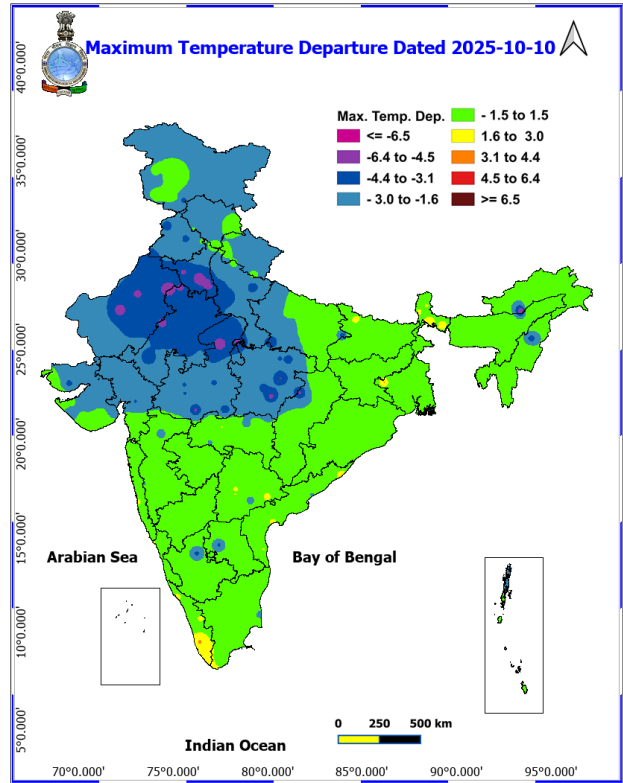 Maximum Temperature Departure Dated 2025-10-10
Max. Temp. Dep.
<= -6.5
-6.4 to -4.5
-4.4 to -3.1
- 3.0 to -1.6
- 1.5 to 1.5
1.6 to 3.0
3.1 to 4.4
4.5 to 6.4
>= 6.5
40°0.000'
35°0.000'
30°0.000'
25°0.000'
20°0.000'
15°0.000'
10°0.000'
5°0.000'
Arabian Sea
Bay of Bengal
Indian Ocean
0 250 500 km
70°0.000' 75°0.000' 80°0.000' 85°0.000' 90°0.000' 95°0.000'